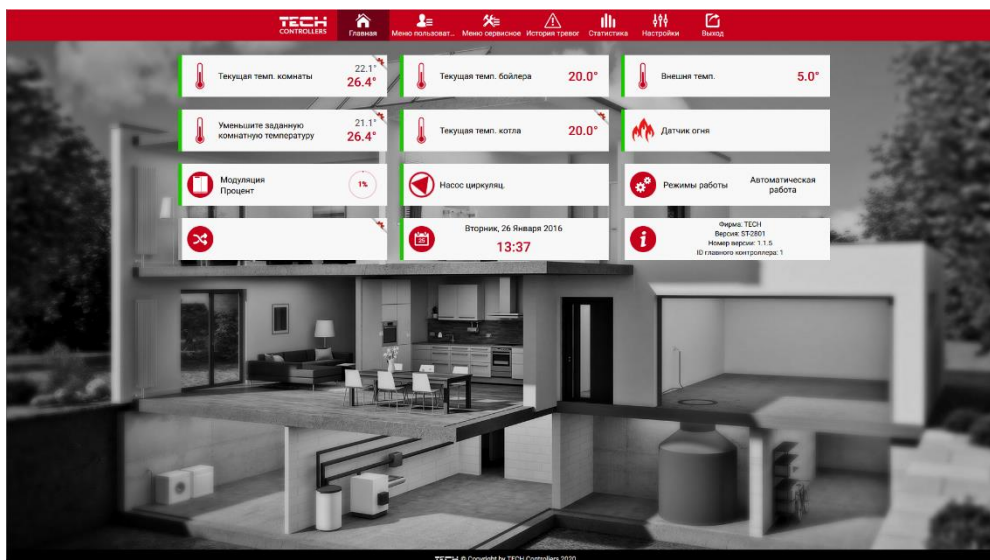 TECH
CONTROLLERS
Главная
Меню пользоват...
Меню сервисное
История тревог
Статистика
Настройки
Выход
Текущая темп. комнаты
22.1°
26.4°
Текущая темп. бойлера
20.0°
Внешня темп.
5.0°
Уменьшите заданную
комнатную температуру
21.1°
26.4°
Текущая темп. котла
20.0°
Датчик огня
Модуляция
Процент
1%
Насос циркуляц.
Режимы работы
Автоматическая
работа
Вторник, 26 Января 2016
13:37
Фирма: TECH
Версия: ST-2801
Номер версии: 1.1.5
ID главного контроллера: 1
TECH © Copyright by TECH Controllers 2020